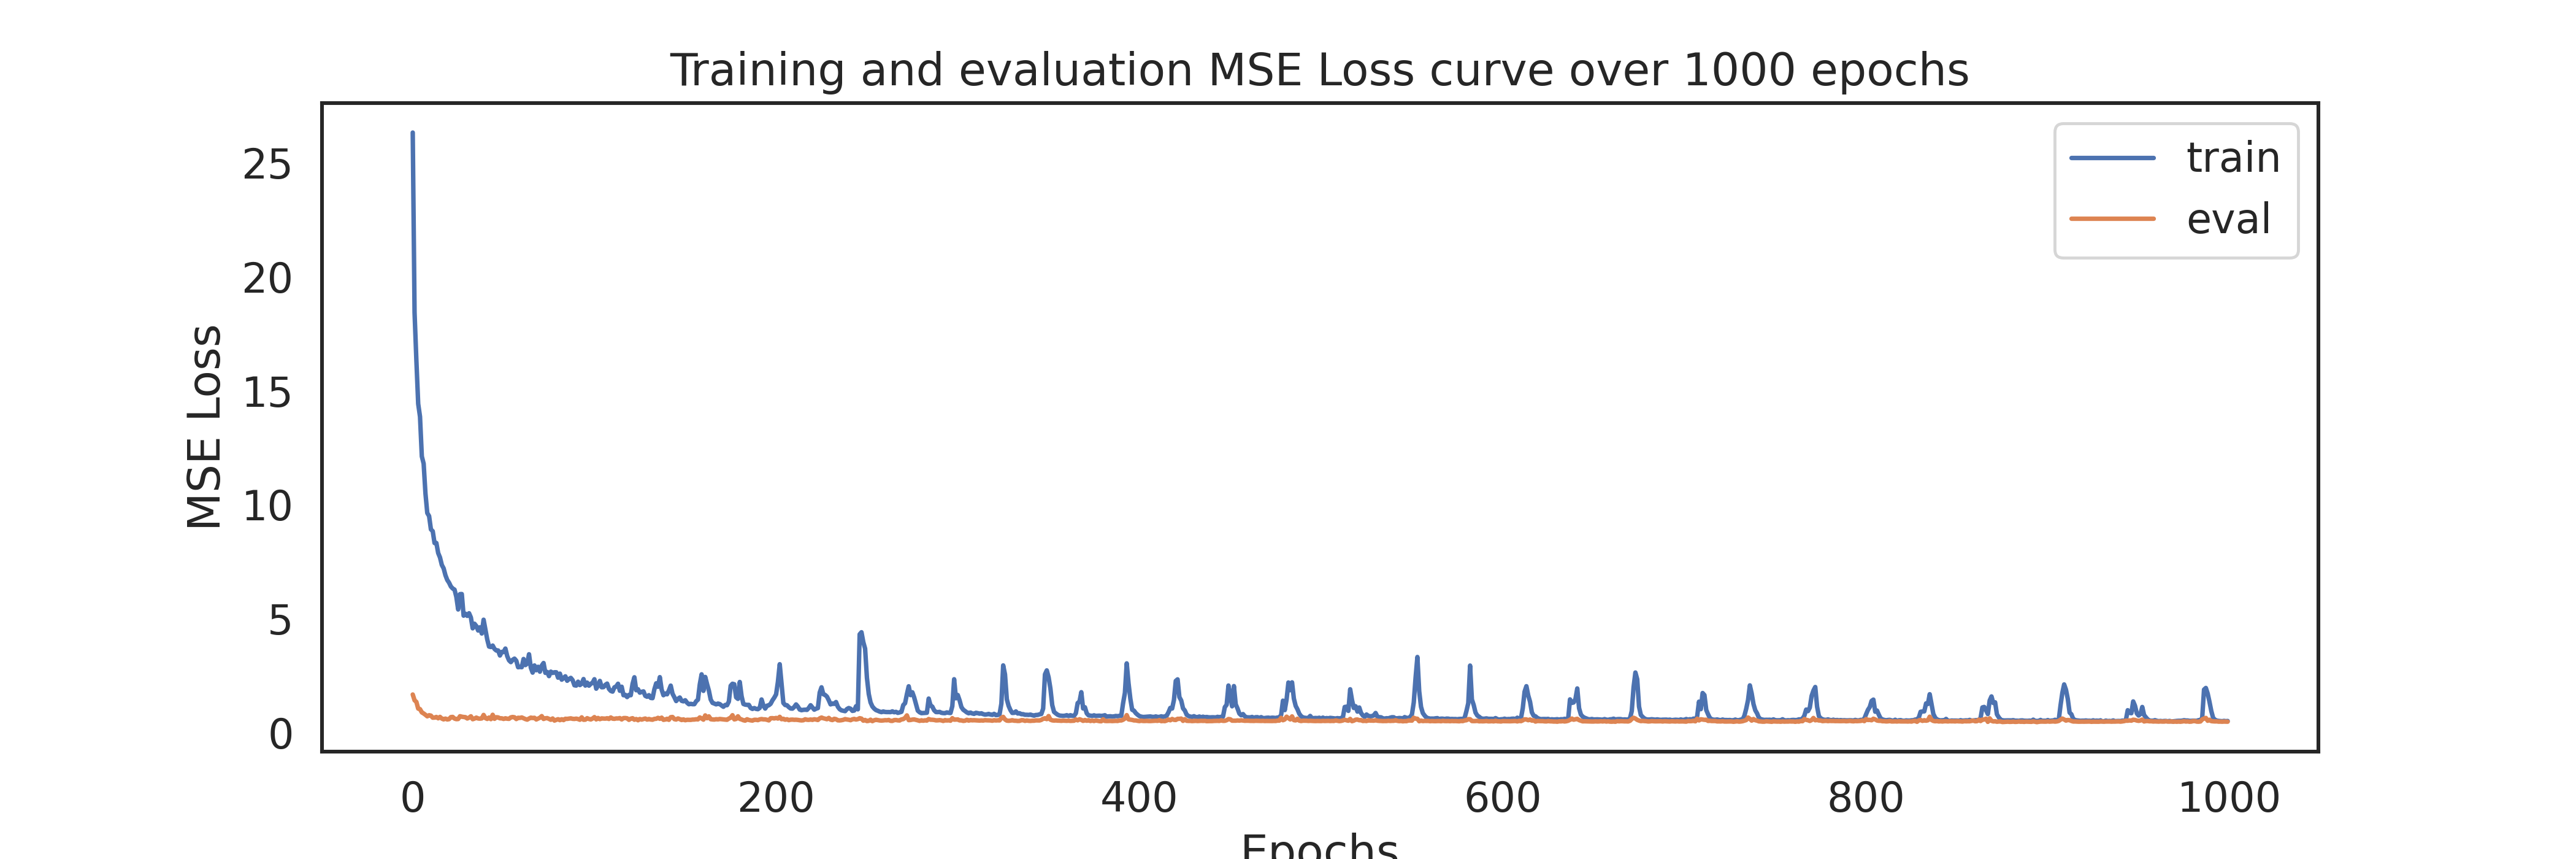 Training and evaluation MSE Loss curve over 1000 epochs
train
eval
MSE Loss
25
20
15
10
5
0
0 200 400 600 800 1000
Epochs